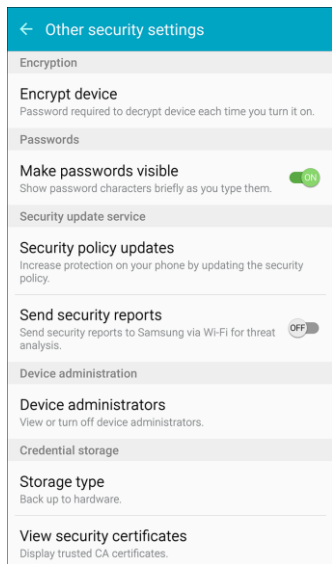 Other security settings
Encryption
Encrypt device
Password required to decrypt device each time you turn it on.
Passwords
Make passwords visible
Show password characters briefly as you type them.
ON
Security update service
Security policy updates
Increase protection on your phone by updating the security
policy.
Send security reports
Send security reports to Samsung via Wi-Fi for threat
analysis.
OFF
Device administration
Device administrators
View or turn off device administrators.
Credential storage
Storage type
Back up to hardware.
View security certificates
Display trusted CA certificates.